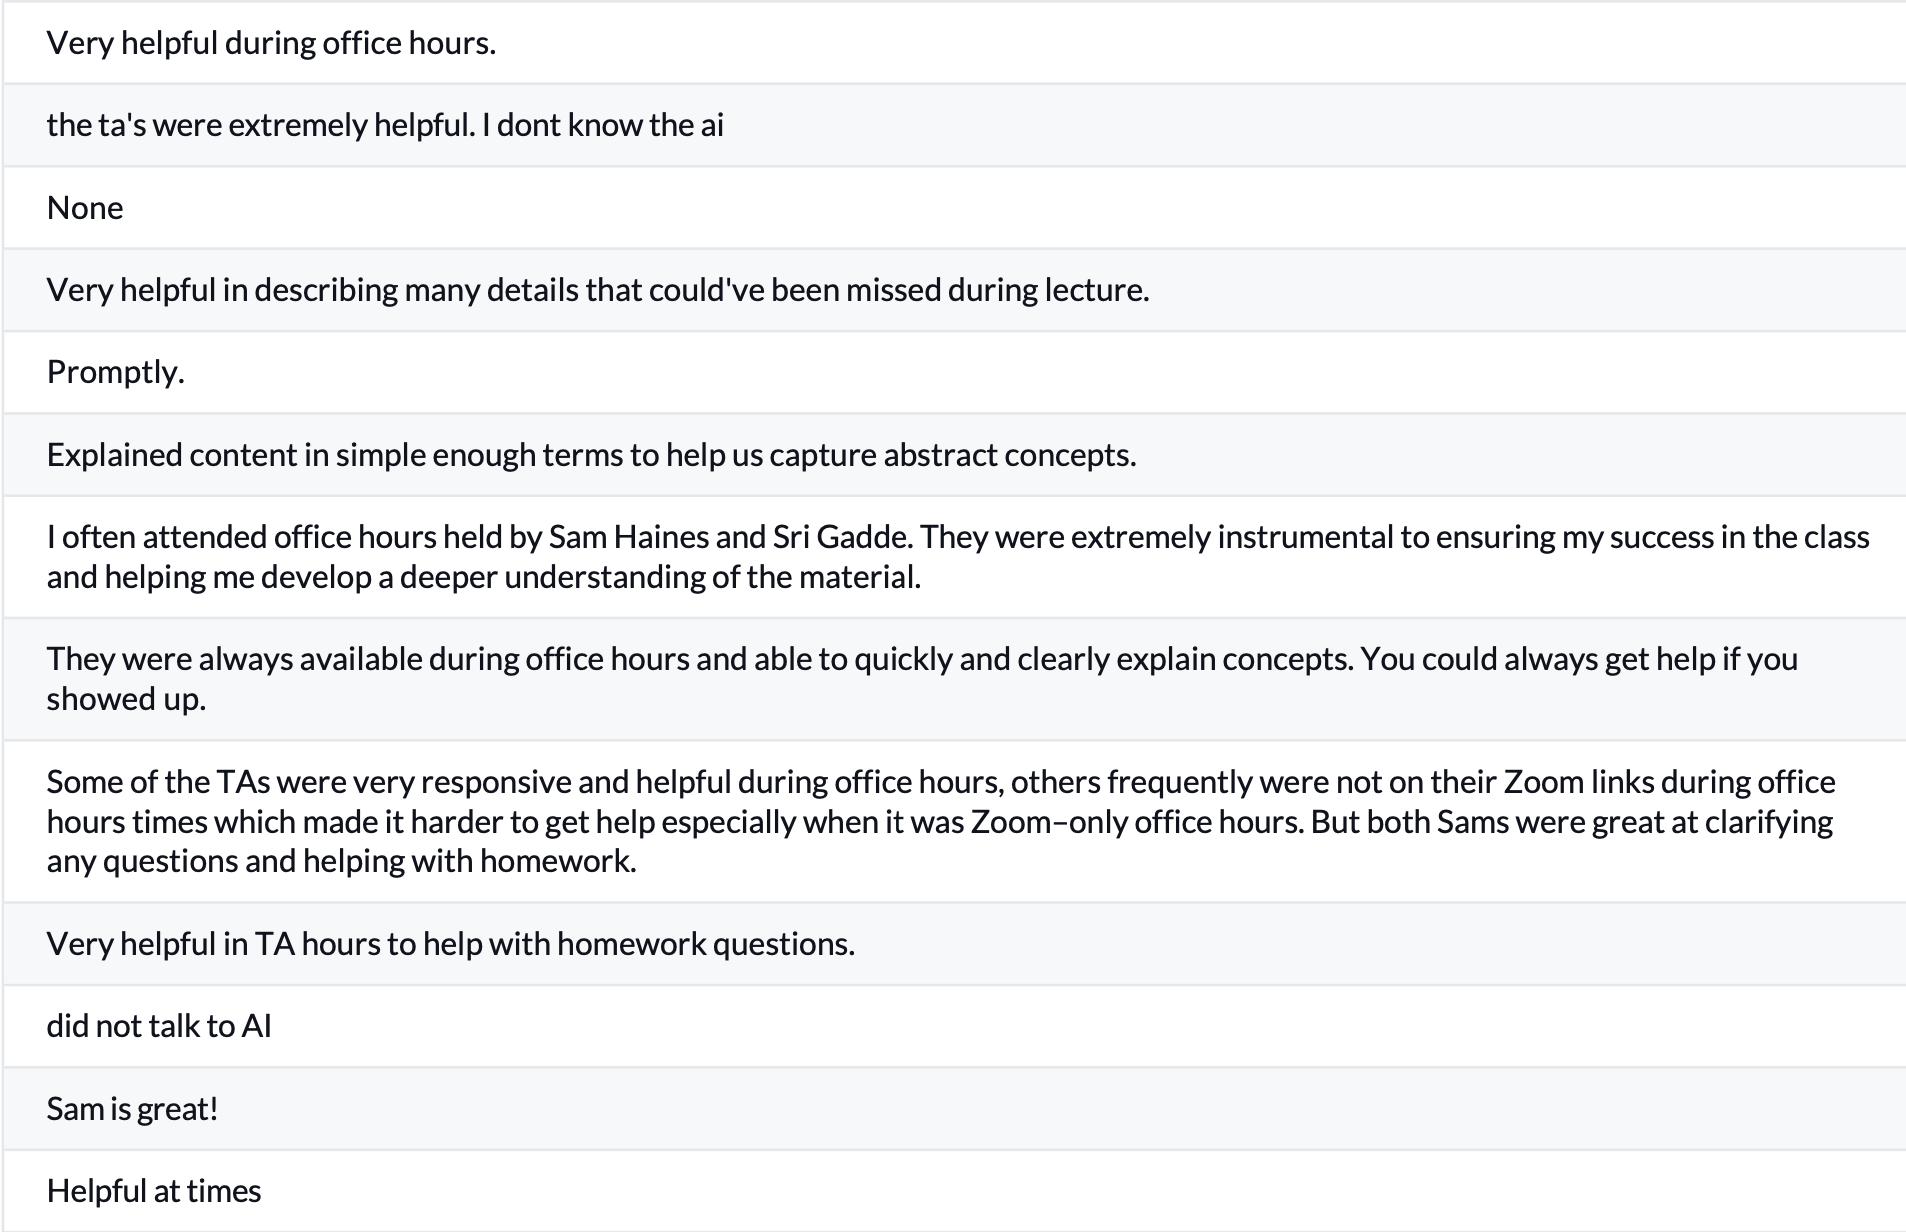 Very helpful during office hours.
the ta's were extremely helpful. I dont know the ai
None
Very helpful in describing many details that could've been missed during lecture.
Promptly.
Explained content in simple enough terms to help us capture abstract concepts.
I often attended office hours held by Sam Haines and Sri Gadde. They were extremely instrumental to ensuring my success in the class
and helping me develop a deeper understanding of the material.
They were always available during office hours and able to quickly and clearly explain concepts. You could always get help if you
showed up.
Some of the TAs were very responsive and helpful during office hours, others frequently were not on their Zoom links during office
hours times which made it harder to get help especially when it was Zoom–only office hours. But both Sams were great at clarifying
any questions and helping with homework.
Very helpful in TA hours to help with homework questions.
did not talk to AI
Sam is great!
Helpful at times